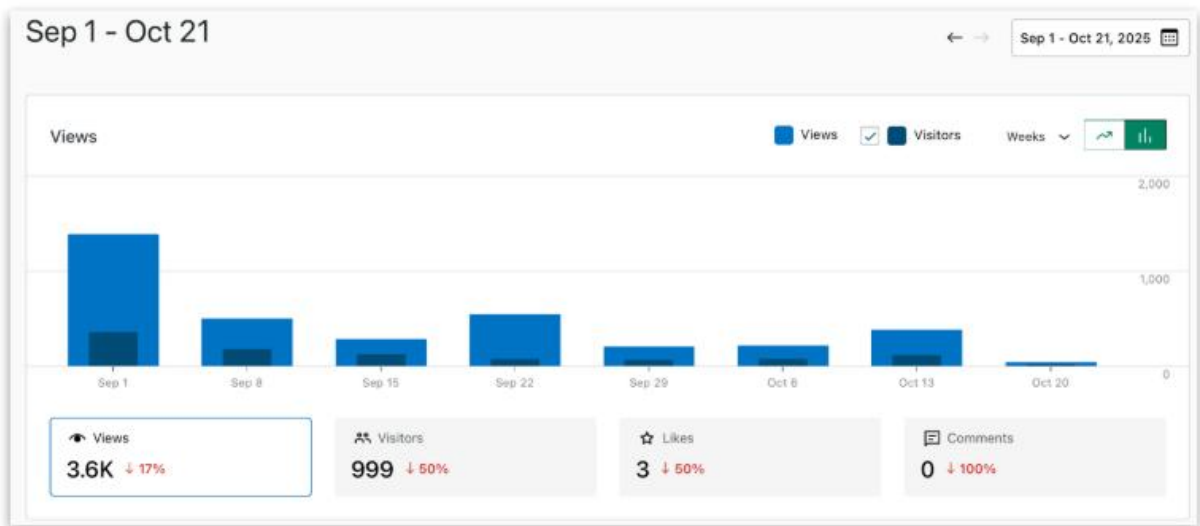 Sep 1 - Oct 21
Sep 1 - Oct 21, 2025
Views
Views
Visitors
Weeks
2,000
1,000
0
Sep 1
Sep 8
Sep 15
Sep 22
Sep 29
Oct 6
Oct 13
Oct 20
Views
3.6K ↓ 17%
Visitors
999 ↓ 50%
Likes
3 ↓ 50%
Comments
0 ↓ 100%